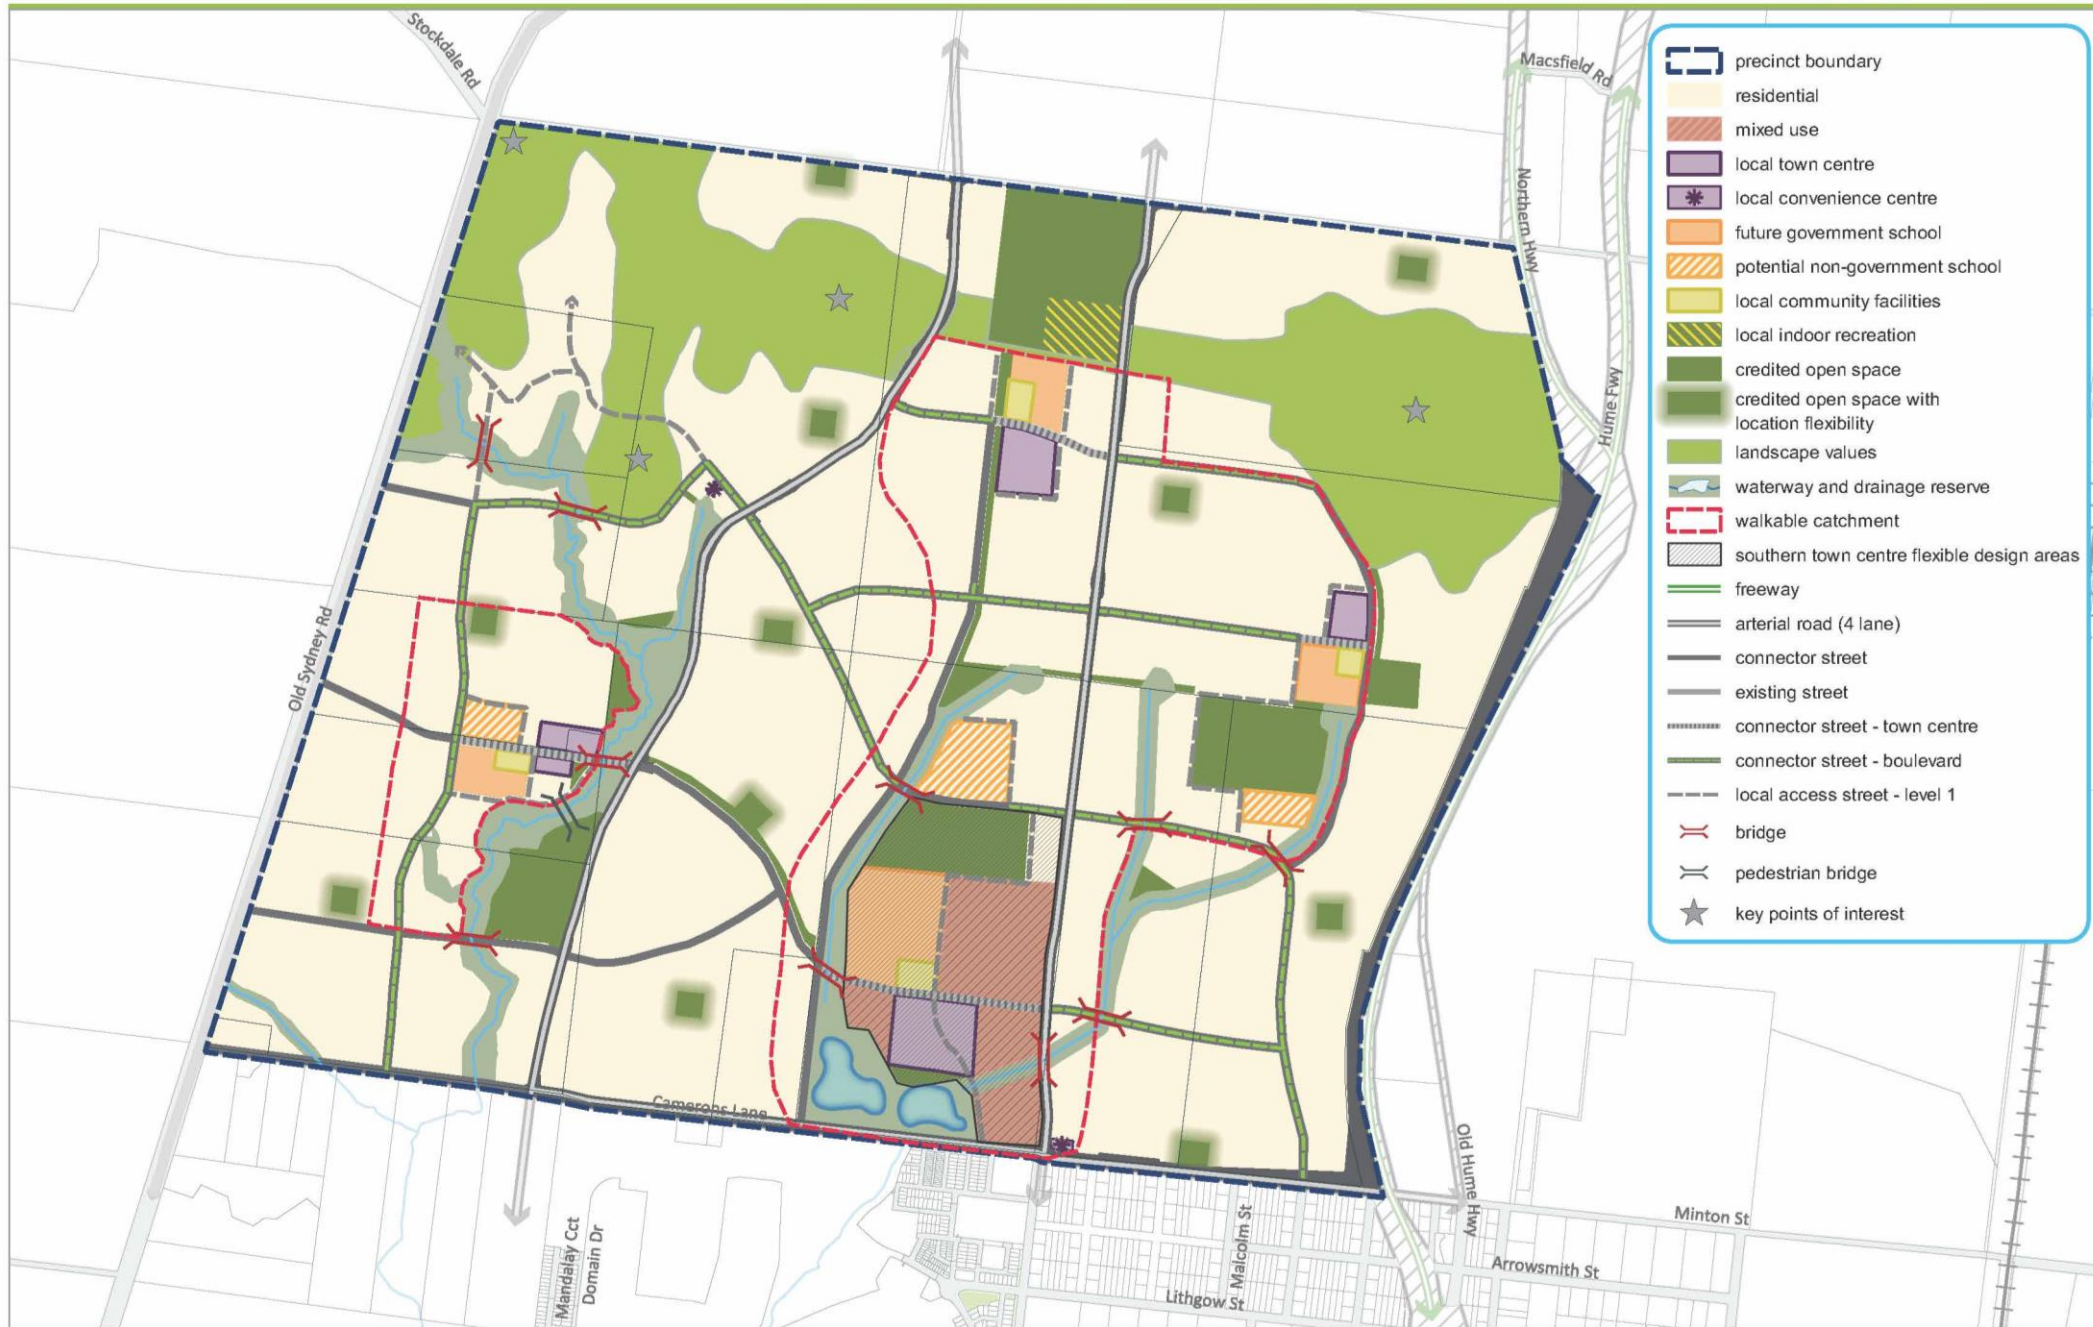 Stockdale Rd
Macsfield Rd
Northern Hwy
Hume Fwy
Old Sydney Rd
Camerons Lane
Old Hume Hwy
Mandalay Cct
Domain Dr
Malcolm St
Lithgow St
Minton St
Arrowsmith St
precinct boundary
residential
mixed use
local town centre
local convenience centre
future government school
potential non-government school
local community facilities
local indoor recreation
credited open space
credited open space with
location flexibility
landscape values
waterway and drainage reserve
walkable catchment
southern town centre flexible design areas
freeway
arterial road (4 lane)
connector street
existing street
connector street - town centre
connector street - boulevard
local access street - level 1
bridge
pedestrian bridge
key points of interest